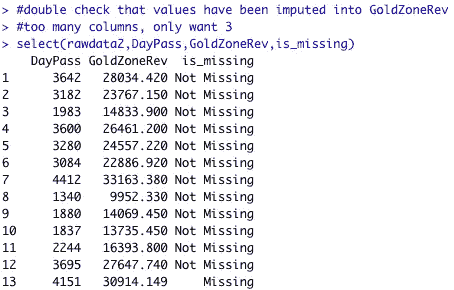 > #double check that values have been imputed into GoldZoneRev
> #too many columns, only want 3
> select(rawdata2,DayPass,GoldZoneRev,is_missing)
DayPass GoldZoneRev is_missing
1 3642 28034.420 Not Missing
2 3182 23767.150 Not Missing
3 1983 14833.900 Not Missing
4 3600 26461.200 Not Missing
5 3280 24557.220 Not Missing
6 3084 22886.920 Not Missing
7 4412 33163.380 Not Missing
8 1340 9952.330 Not Missing
9 1880 14069.450 Not Missing
10 1837 13735.450 Not Missing
11 2244 16393.800 Not Missing
12 3695 27647.740 Not Missing
13 4151 30914.149 Missing